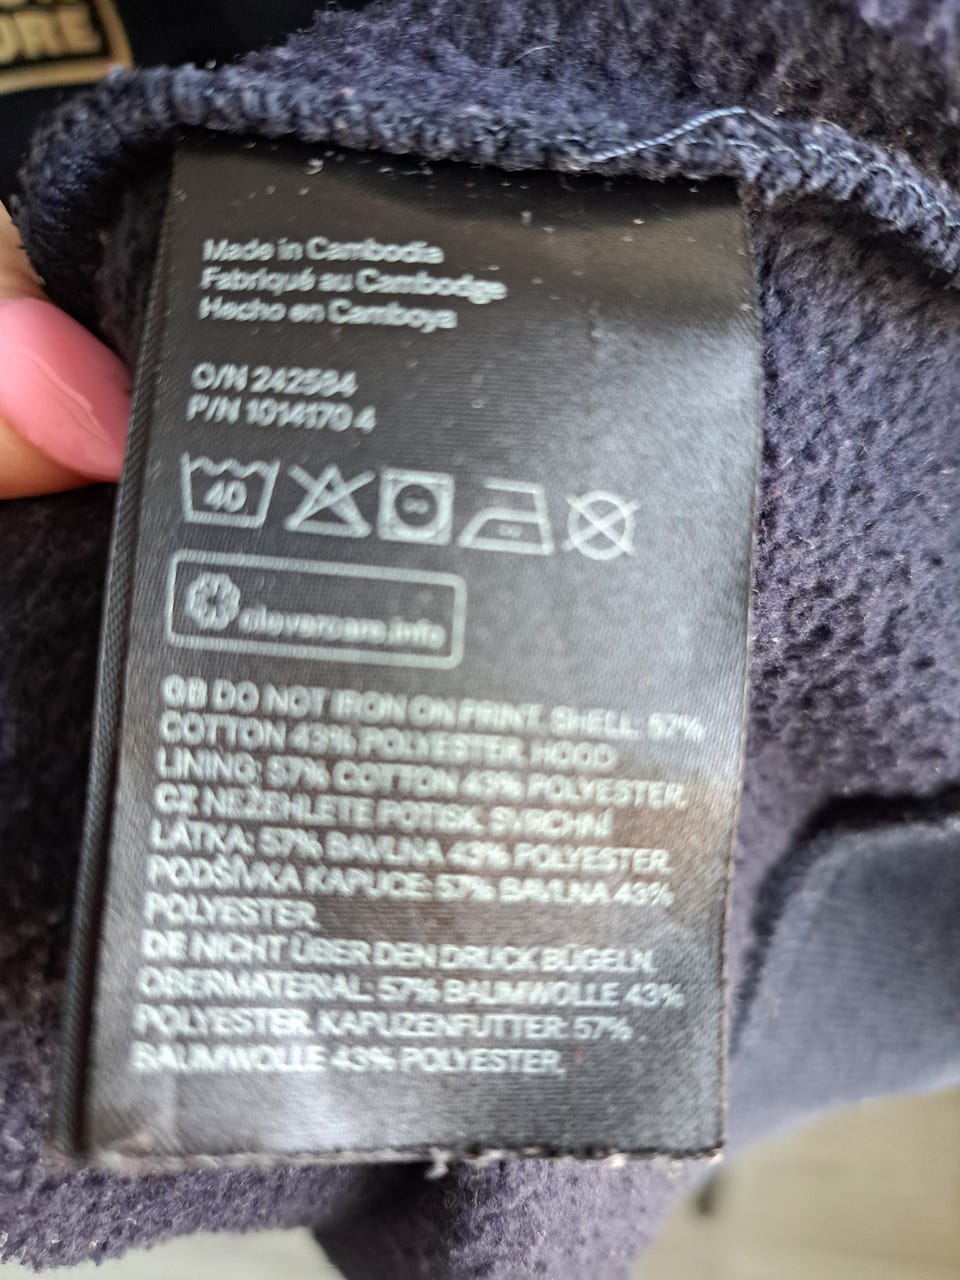 ORE
Made in Cambodia
Fabriqué au Cambodge
Hecho en Camboya
O/N 242584
P/N 1014170 4
40
clevercare.info
GB DO NOT IRON ON PRINT. SHELL: 57%
COTTON 43% POLYESTER. HOOD
LINING: 57% COTTON 43% POLYESTER.
CZ NEŽEHLETE POTISK. SVRCHNÍ
LÁTKA: 57% BAVLNA 43% POLYESTER.
PODŠÍVKA KAPUCE: 57% BAVLNA 43%
POLYESTER.
DE NICHT ÜBER DEN DRUCK BÜGELN.
OBERMATERIAL: 57% BAUMWOLLE 43%
POLYESTER. KAPUZENFUTTER: 57%
BAUMWOLLE 43% POLYESTER.